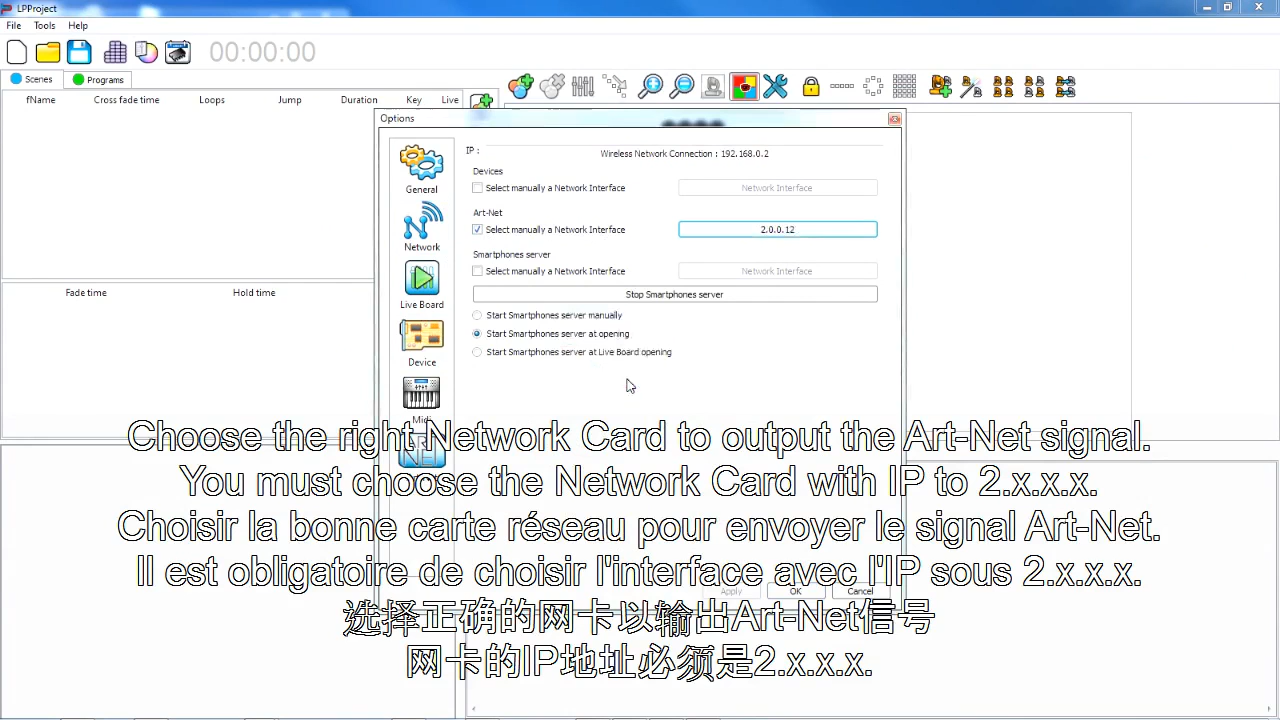 LPProject
File Tools Help
00:00:00
Scenes Programs
fName Cross fade time Loops Jump Duration Key Live
Options
IP :
Wireless Network Connection : 192.168.0.2
Devices
Select manually a Network Interface Network Interface
Art-Net
Select manually a Network Interface 2.0.0.12
Smartphones server
Select manually a Network Interface Network Interface
Stop Smartphones server
Start Smartphones server manually
Start Smartphones server at opening
Start Smartphones server at Live Board opening
General
Network
Live Board
Device
Midi
Fade time Hold time
Choose the right Network Card to output the Art-Net signal.
You must choose the Network Card with IP to 2.x.x.x.
Choisir la bonne carte réseau pour envoyer le signal Art-Net.
Il est obligatoire de choisir l'interface avec l'IP sous 2.x.x.x.
Apply OK Cancel
选择正确的网卡以输出Art-Net信号
网卡的IP地址必须是2.x.x.x.